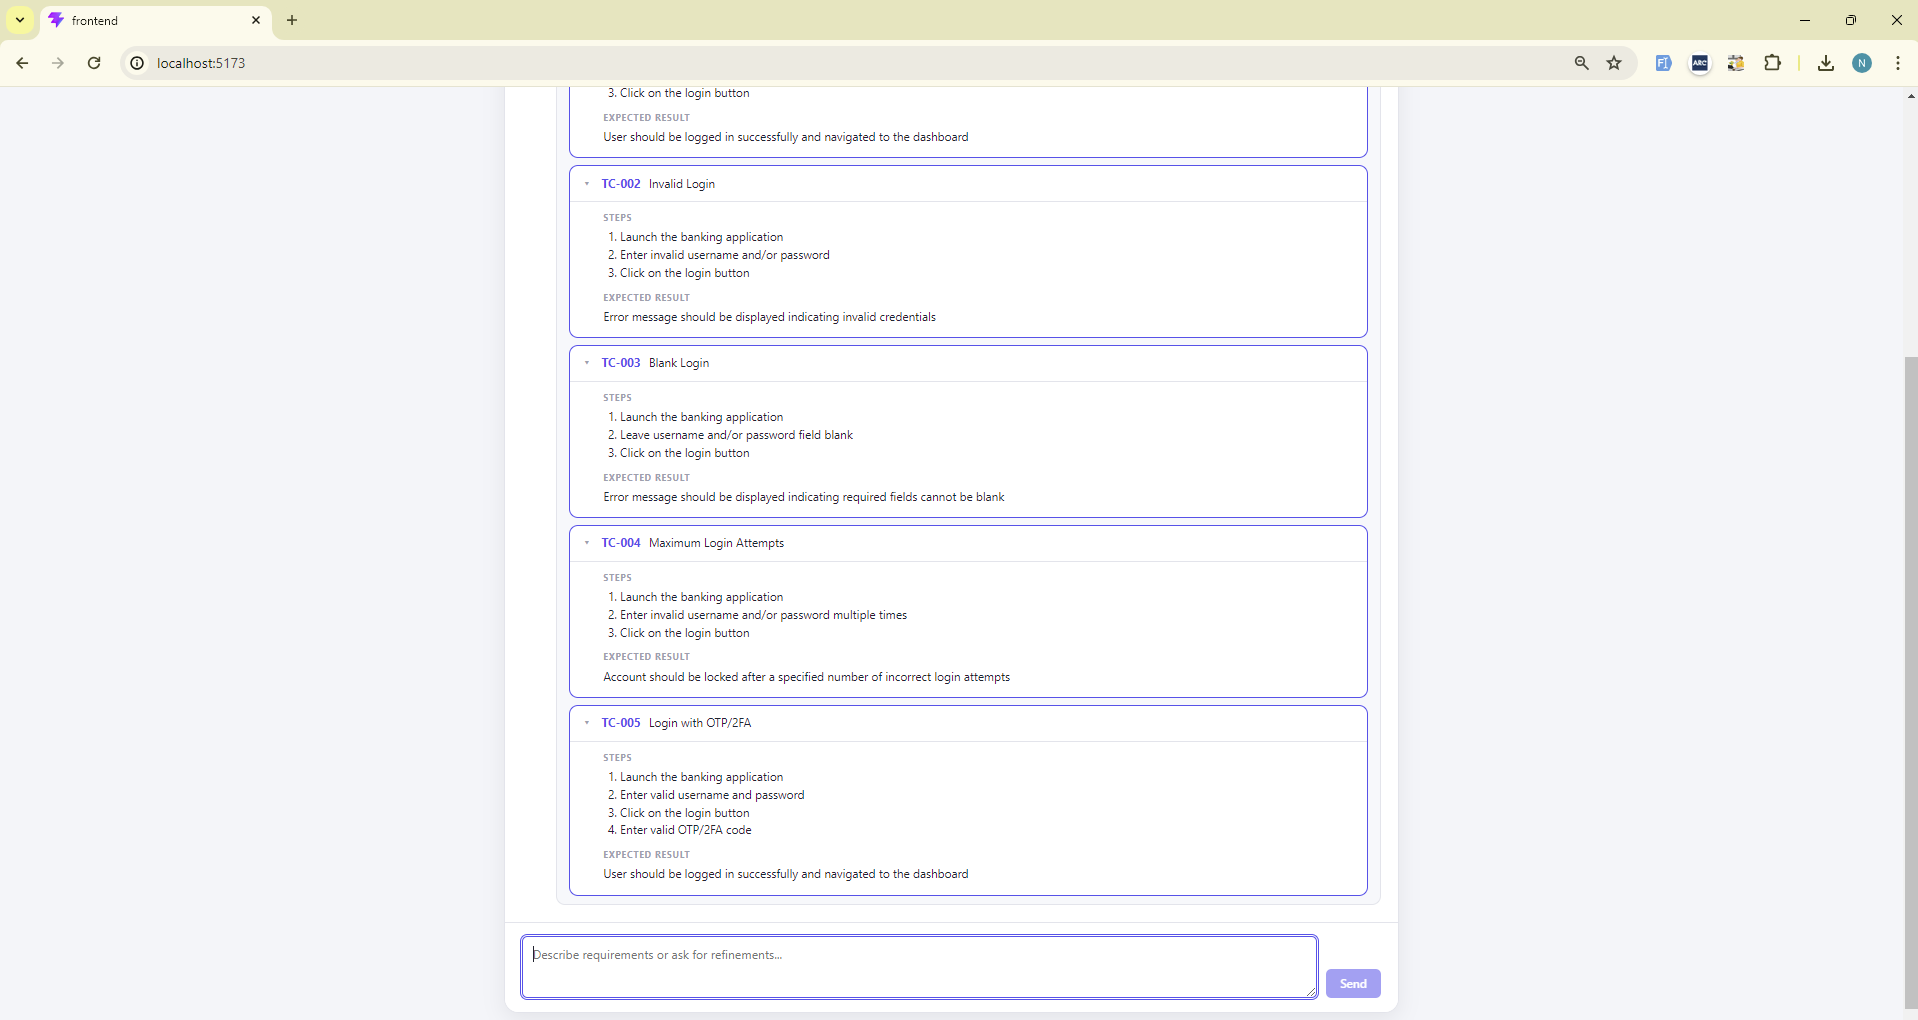 frontend
localhost:5173
ARC
N
3. Click on the login button
EXPECTED RESULT
User should be logged in successfully and navigated to the dashboard
TC-002 Invalid Login
STEPS
1. Launch the banking application
2. Enter invalid username and/or password
3. Click on the login button
EXPECTED RESULT
Error message should be displayed indicating invalid credentials
TC-003 Blank Login
STEPS
1. Launch the banking application
2. Leave username and/or password field blank
3. Click on the login button
EXPECTED RESULT
Error message should be displayed indicating required fields cannot be blank
TC-004 Maximum Login Attempts
STEPS
1. Launch the banking application
2. Enter invalid username and/or password multiple times
3. Click on the login button
EXPECTED RESULT
Account should be locked after a specified number of incorrect login attempts
TC-005 Login with OTP/2FA
STEPS
1. Launch the banking application
2. Enter valid username and password
3. Click on the login button
4. Enter valid OTP/2FA code
EXPECTED RESULT
User should be logged in successfully and navigated to the dashboard
Describe requirements or ask for refinements...
Send